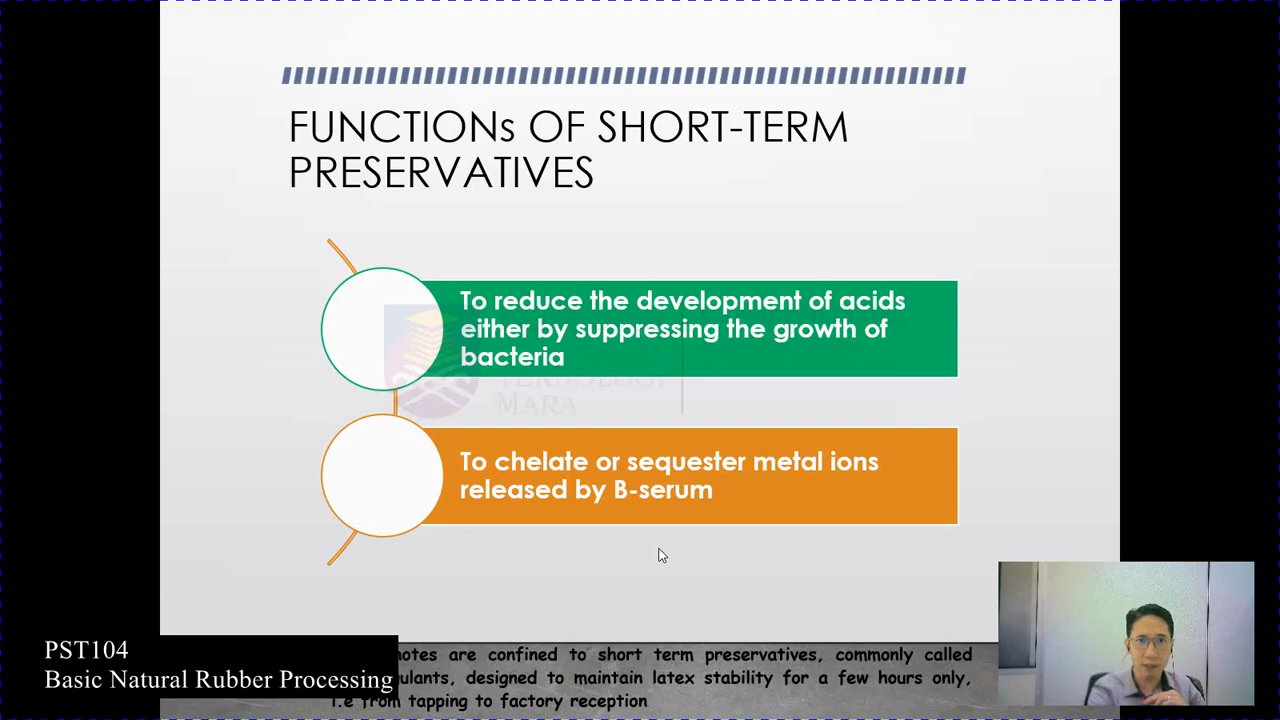 FUNCTIONs OF SHORT-TERM
PRESERVATIVES
To reduce the development of acids
either by suppressing the growth of
bacteria
TEKNOLOGI
MARA
To chelate or sequester metal ions
released by B-serum
PST104
Basic Natural Rubber Processing
notes are confined to short term preservatives, commonly called
designed to maintain latex stability for a few hours only,
i.e from tapping to factory reception